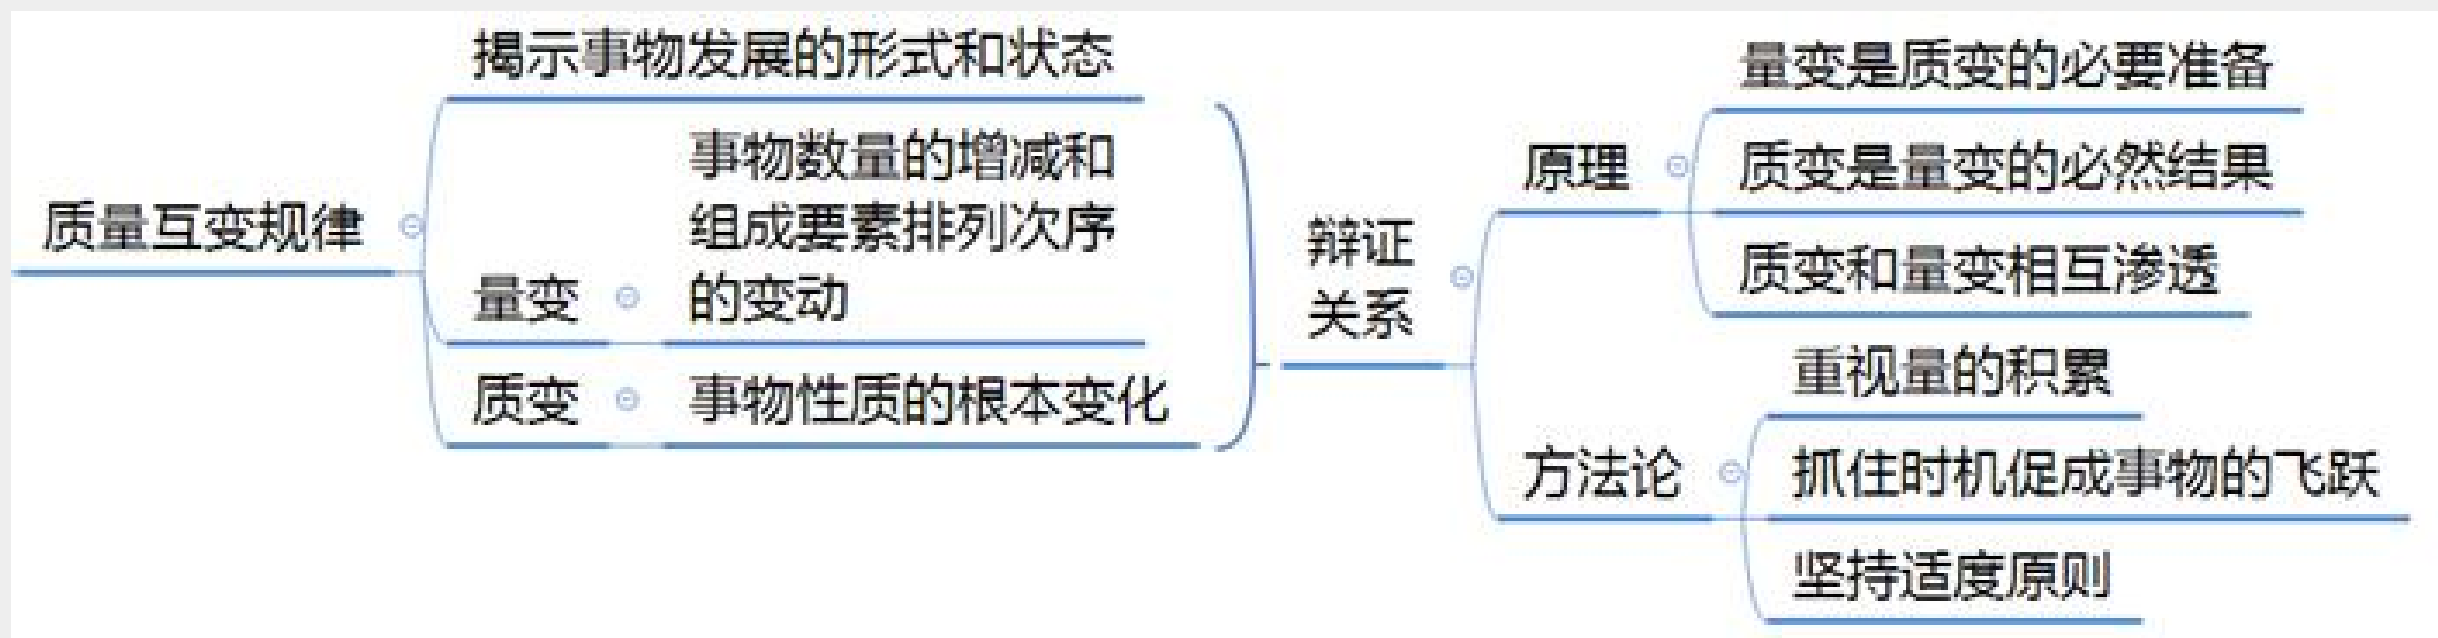 质量互变规律
揭示事物发展的形式和状态
量变
事物数量的增减和
组成要素排列次序
的变动
质变
事物性质的根本变化
辩证
关系
原理
量变是质变的必要准备
质变是量变的必然结果
质变和量变相互渗透
方法论
重视量的积累
抓住时机促成事物的飞跃
坚持适度原则